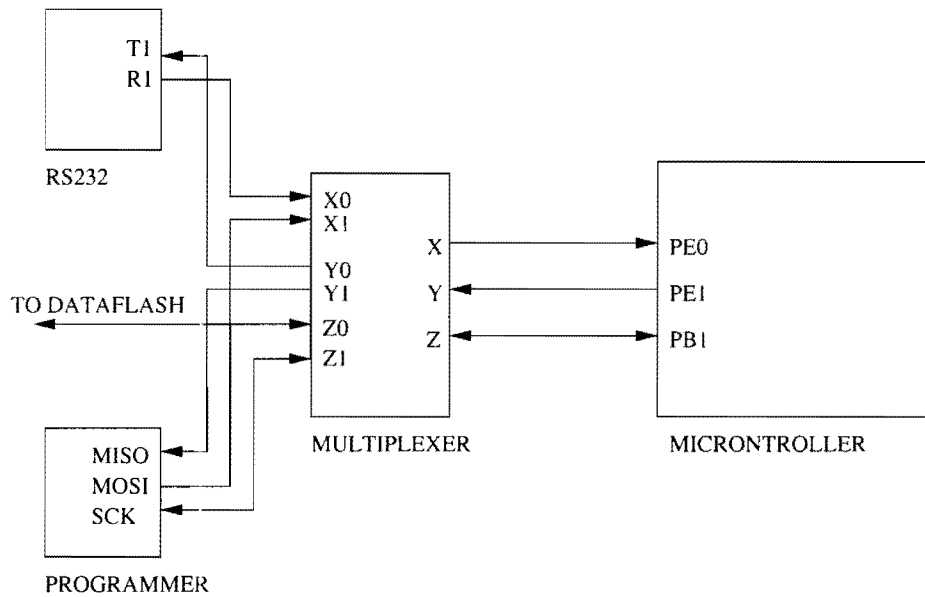 T1
R1
RS232
X0
X1
Y0
Y1
Z0
Z1
X
Y
Z
MULTIPLEXER
PE0
PE1
PB1
MICRONTROLLER
TO DATAFLASH
MISO
MOSI
SCK
PROGRAMMER